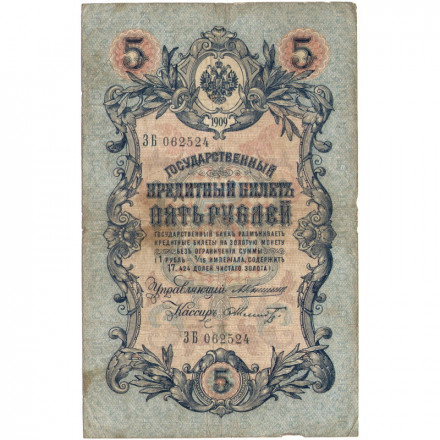 5 5
1909
ЗБ 062524
ГОСУДАРСТВЕННЫЙ
КРЕДИТНЫЙ БИЛЕТЪ
ПЯТЬ РУБЛЕЙ
ГОСУДАРСТВЕННЫЙ БАНКЪ РАЗМѢНИВАЕТЪ
КРЕДИТНЫЕ БИЛЕТЫ НА ЗОЛОТУЮ МОНЕТУ
БЕЗЪ ОГРАНИЧЕНІЯ СУММЫ
(1 РУБЛЬ = 1/15 ИМПЕРІАЛА, СОДЕРЖИТЪ
17,424 ДОЛЕЙ ЧИСТАГО ЗОЛОТА).
Управляющій
Кассиръ
ЗБ 062524
5